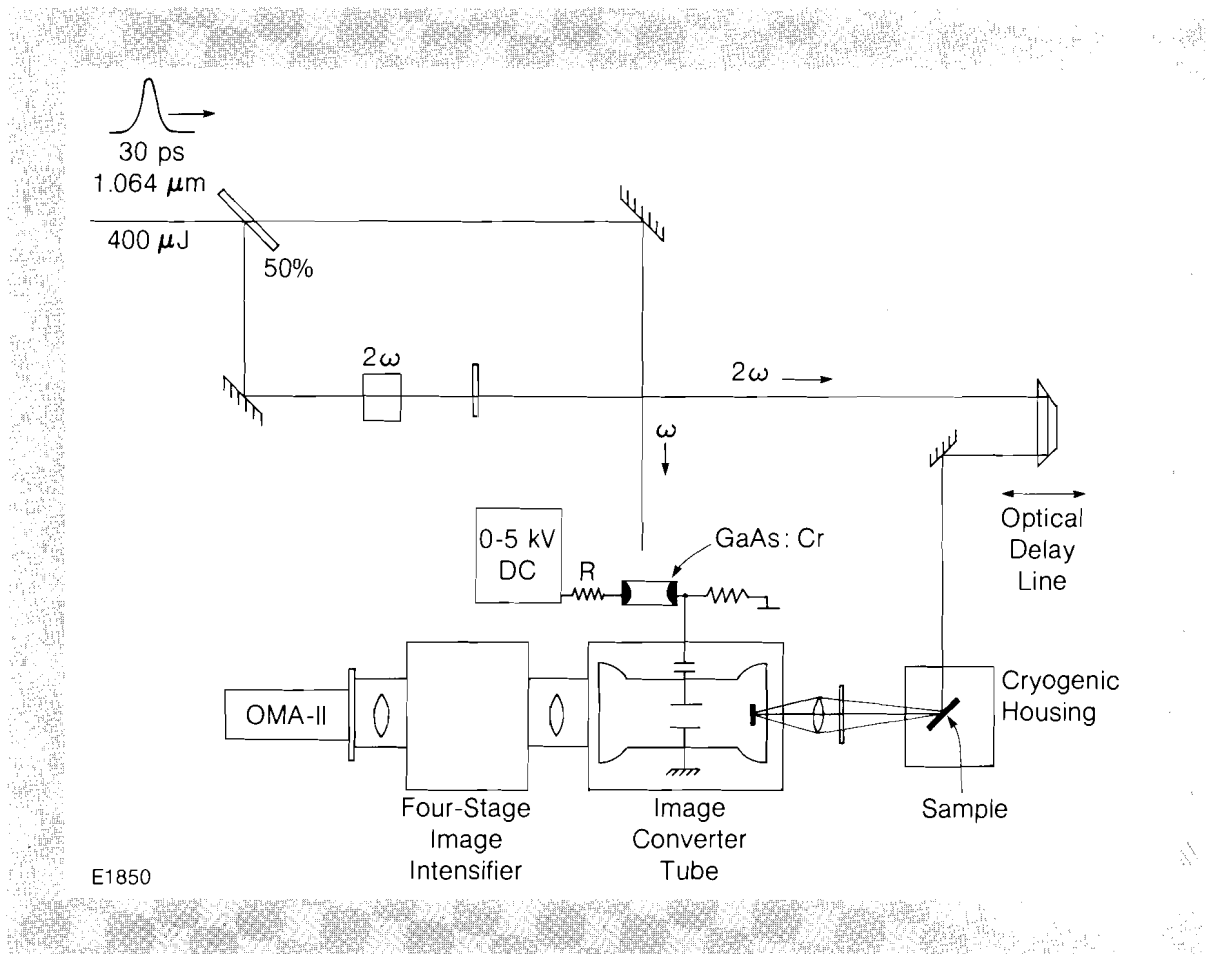 30 ps
1.064 μm
400 μJ
50%
2ω
2ω
ω
0-5 kV
DC
R
GaAs: Cr
Optical
Delay
Line
OMA-II
Cryogenic
Housing
Four-Stage
Image
Intensifier
Image
Converter
Tube
Sample
E1850